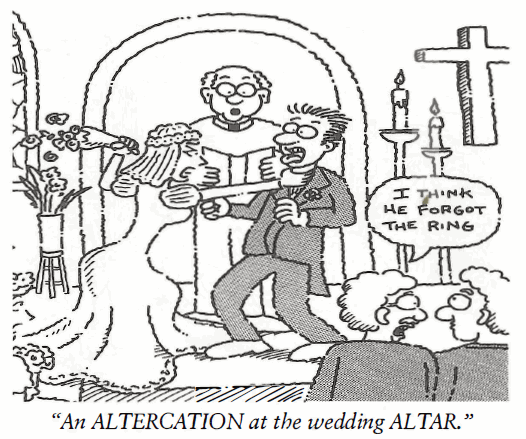 I THINK
HE FORGOT
THE RING
“An ALTERCATION at the wedding ALTAR.”